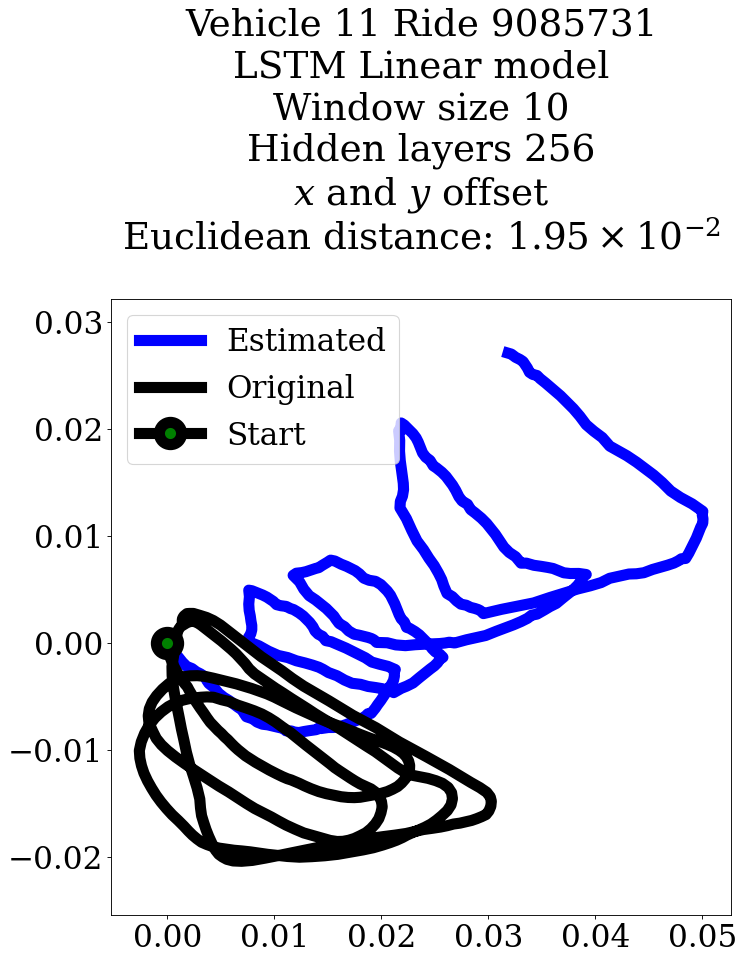 Vehicle 11 Ride 9085731
LSTM Linear model
Window size 10
Hidden layers 256
x and y offset
Euclidean distance: 1.95 × 10⁻²
0.03
Estimated
Original
Start
0.02
0.01
0.00
−0.01
−0.02
0.00 0.01 0.02 0.03 0.04 0.05